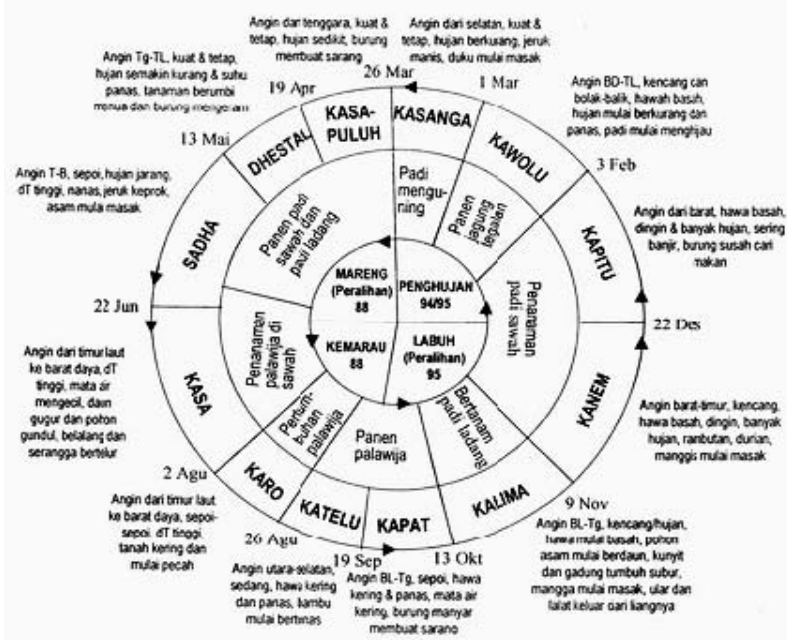 Angin dari tenggara, kuat &
tetap, hujan sedikit, burung
membuat sarang
Angin dari selatan, kuat &
tetap, hujan berkurang, jeruk
manis, duku mulai masak
Angin Tg-TL, kuat & tetap,
hujan semakin kurang & suhu
panas, tanaman berumbi
menua dan burung mengeram
Angin BD-TL, kencang can
bolak-balik, hawah basah,
hujan mulai berkurang dan
panas, padi mulai menghijau
Angin T-B, sepoi, hujan jarang,
dT tinggi, nanas, jeruk keprok,
asam mula masak
Angin dari barat, hawa basah,
dingin & banyak hujan, sering
banjir, burung susah cari
makan
Angin dari timur laut
ke barat daya, dT
tinggi, mata air
mengecil, daun
gugur dan pohon
gundul, belalang dan
serangga bertelur
Angin barat-timur, kencang,
hawa basah, dingin, banyak
hujan, rambutan, durian,
manggis mulai masak
Angin dari timur laut
ke barat daya, sepoi-
sepoi. dT tinggi,
tanah kering dan
mulai pecah
Angin utara-selatan,
sedang, hawa kering
dan panas,
mulai
Angin BL-Tg, sepoi, hawa
kering & panas, mata air
kering, burung manyar
membuat sarang
Angin BL-Tg, kencang/hujan,
hawa mulai basah, pohon
asam mulai berdaun, kunyit
dan gadung tumbuh subur,
mangga mulai masak, ular dan
lalat keluar dari liangnya
26 Mar
1 Mar
3 Feb
22 Des
9 Nov
13 Okt
19 Sep
26 Agu
2 Agu
22 Jun
13 Mai
19 Apr
KASANGA
KAWOLU
KAPITU
KANEM
KALIMA
KAPAT
KATELU
KARO
KASA
SADHA
DHESTAL
KASA-
PULUH
Padi
mengu-
ning
Panen
jagung
tegalan
Penanaman
padi sawah
Bertanam
padi ladang
Panen
palawija
Pertum-
buhan
palawija
Penanaman
palawija di
sawah
Panen padi
sawah dan
padi ladang
MARENG
(Peralihan)
88
PENGHUJAN
94/95
KEMARAU
88
LABUH
(Peralihan)
95